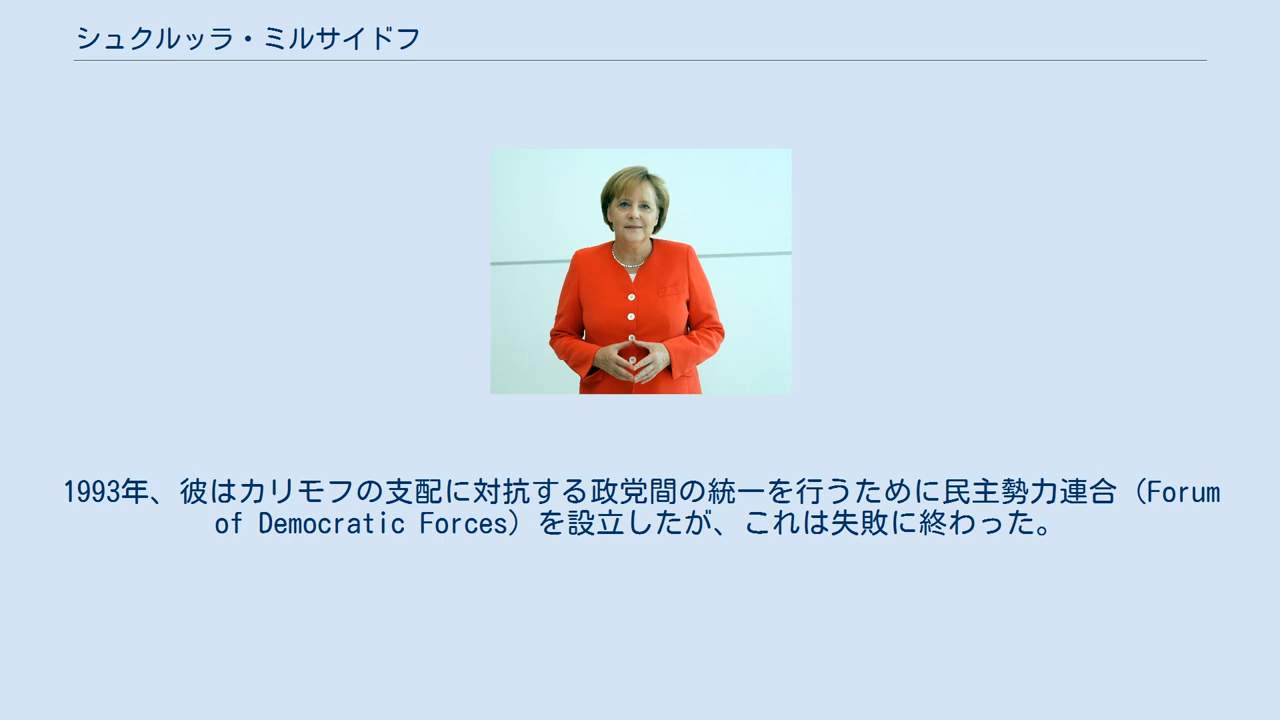 シュクルッラ・ミルサイドフ
1993年、彼はカリモフの支配に対抗する政党間の統一を行うために民主勢力連合（Forum
of Democratic Forces）を設立したが、これは失敗に終わった。